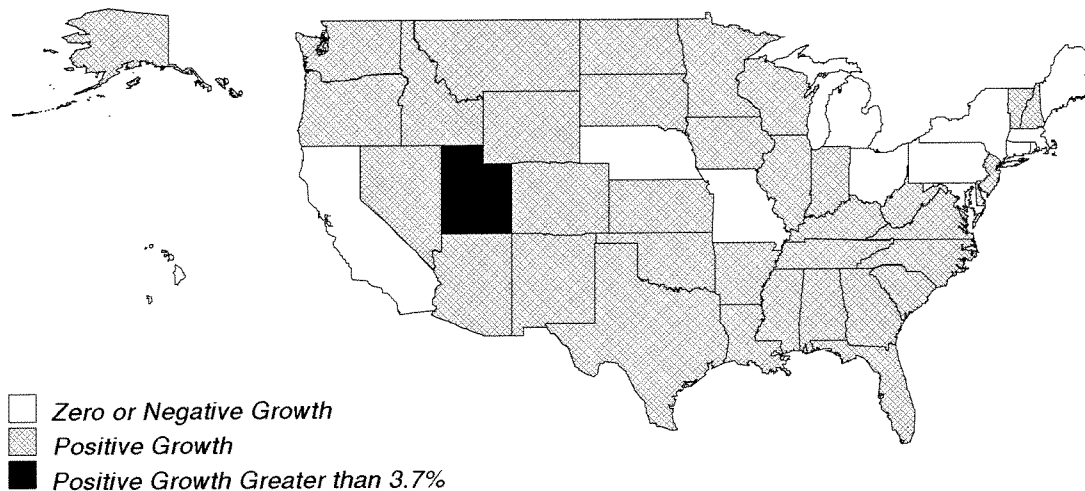 Zero or Negative Growth
Positive Growth
Positive Growth Greater than 3.7%